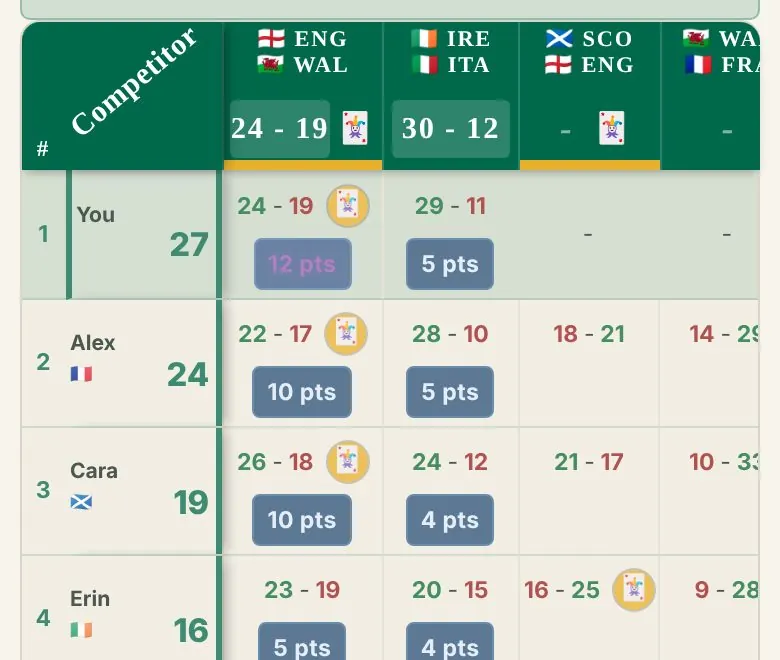 Competitor
#
ENG
WAL
24 - 19
IRE
ITA
30 - 12
SCO
ENG
-
WA
FRA
-
1
You
27
24 - 19
12 pts
29 - 11
5 pts
-
-
2
Alex
24
22 - 17
10 pts
28 - 10
5 pts
18 - 21
14 - 29
3
Cara
19
26 - 18
10 pts
24 - 12
4 pts
21 - 17
10 - 33
4
Erin
16
23 - 19
5 pts
20 - 15
4 pts
16 - 25
9 - 28